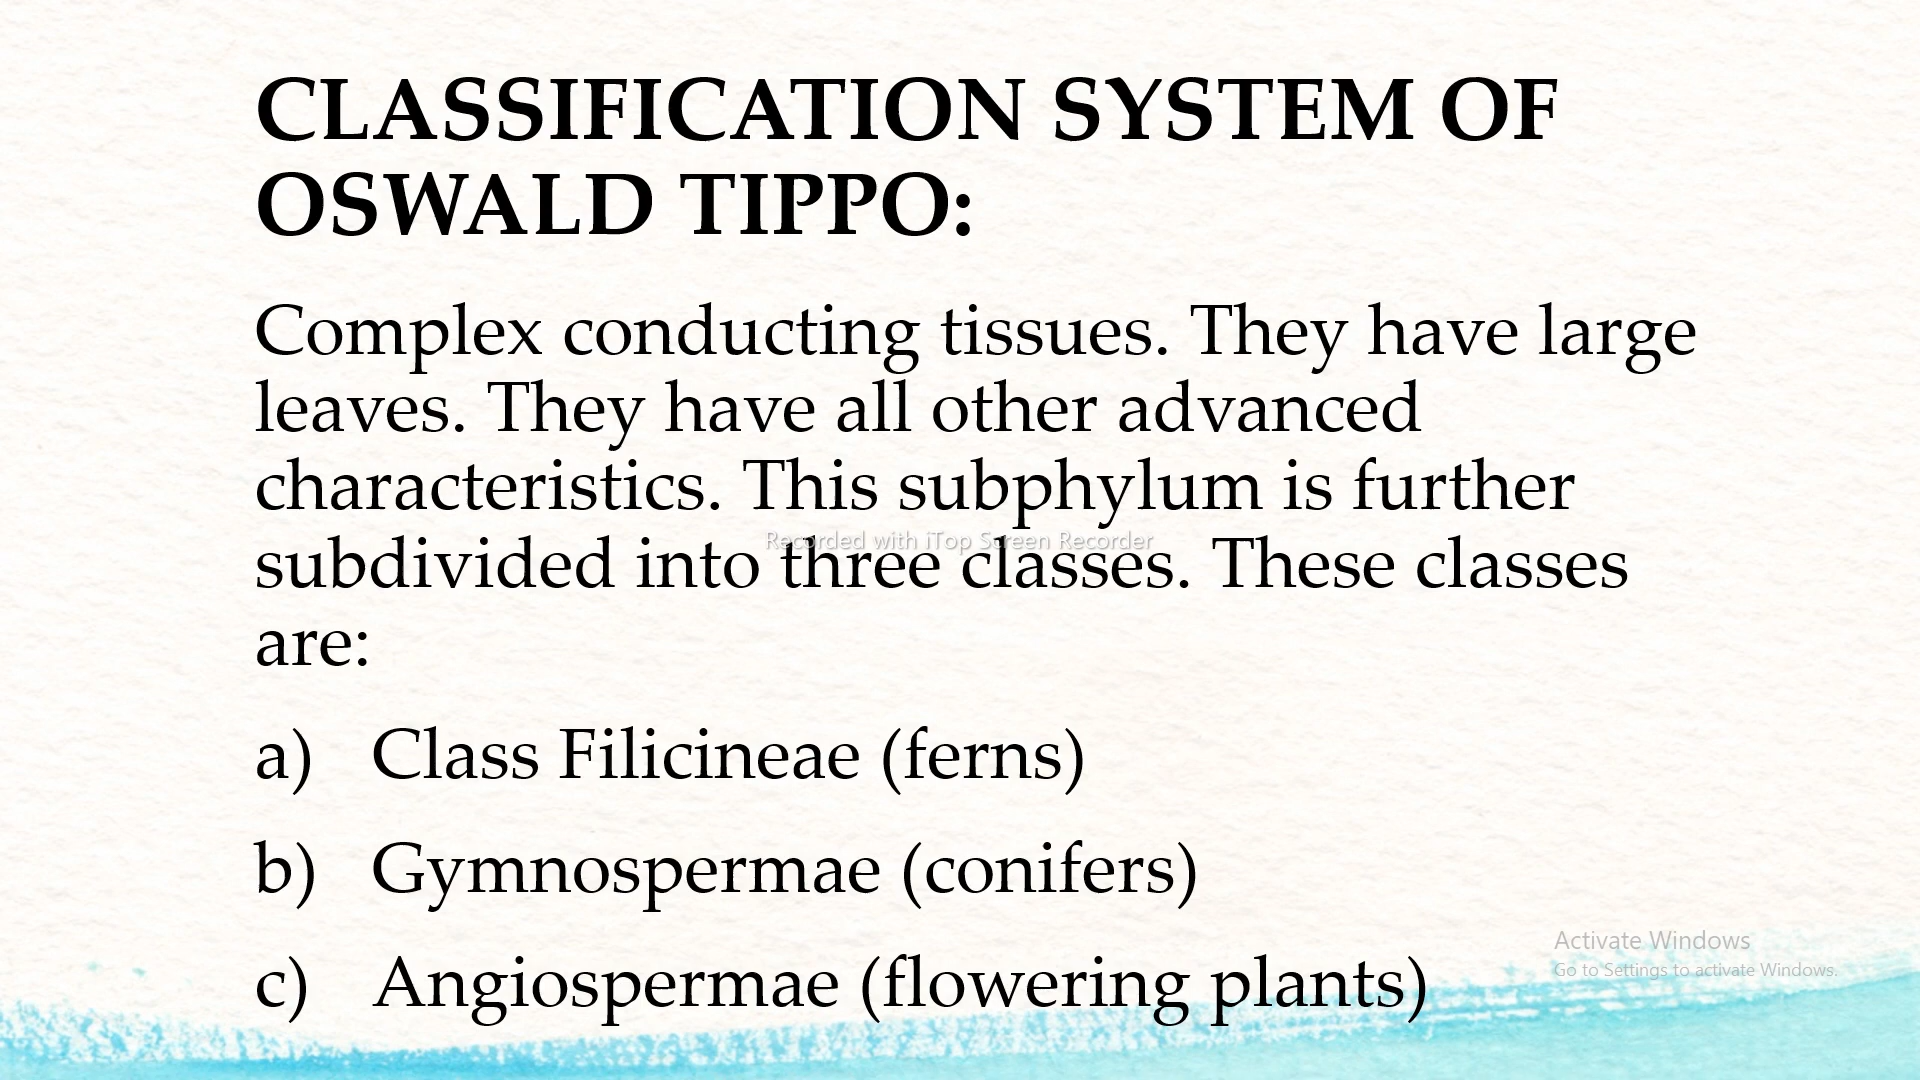 CLASSIFICATION SYSTEM OF
OSWALD TIPPO:
Complex conducting tissues. They have large
leaves. They have all other advanced
characteristics. This subphylum is further
Recorded with iTop Screen Recorder
subdivided into three classes. These classes
are:
a) Class Filicineae (ferns)
b) Gymnospermae (conifers)
c) Angiospermae (flowering plants)
Activate Windows
Go to Settings to activate Windows.